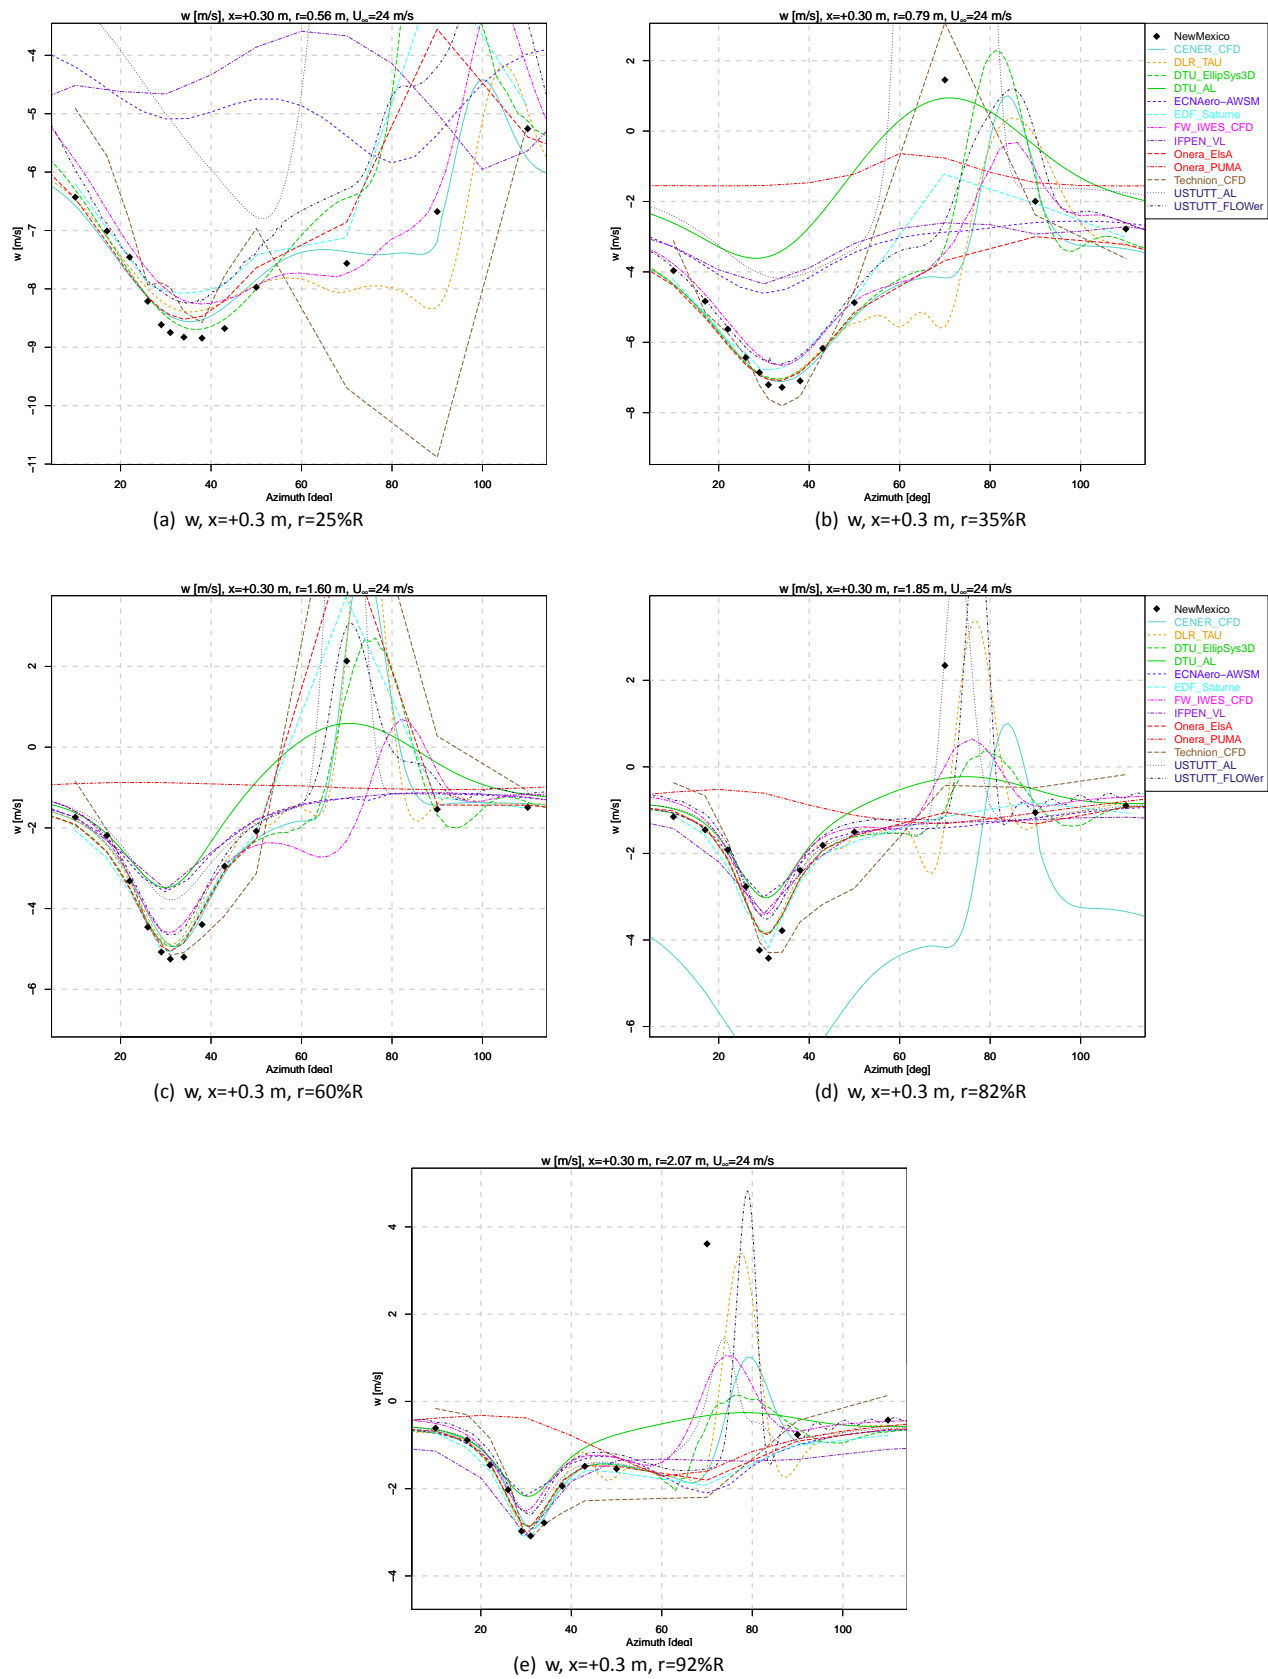 w [m/s], x=+0.30 m, r=0.56 m, U∞=24 m/s
w [m/s]
−4
−5
−6
−7
−8
−9
−10
−11
20 40 60 80 100
Azimuth [deg]
(a) w, x=+0.3 m, r=25%R
w [m/s], x=+0.30 m, r=0.79 m, U∞=24 m/s
w [m/s]
2
0
−2
−4
−6
−8
20 40 60 80 100
Azimuth [deg]
NewMexico
CENER_CFD
DLR_TAU
DTU_EllipSys3D
DTU_AL
ECNAero−AWSM
EDF_Saturne
FW_IWES_CFD
IFPEN_VL
Onera_ElsA
Onera_PUMA
Technion_CFD
USTUTT_AL
USTUTT_FLOWer
(b) w, x=+0.3 m, r=35%R
w [m/s], x=+0.30 m, r=1.60 m, U∞=24 m/s
w [m/s]
2
0
−2
−4
−6
20 40 60 80 100
Azimuth [deg]
(c) w, x=+0.3 m, r=60%R
w [m/s], x=+0.30 m, r=1.85 m, U∞=24 m/s
w [m/s]
2
0
−2
−4
−6
20 40 60 80 100
Azimuth [deg]
NewMexico
CENER_CFD
DLR_TAU
DTU_EllipSys3D
DTU_AL
ECNAero−AWSM
EDF_Saturne
FW_IWES_CFD
IFPEN_VL
Onera_ElsA
Onera_PUMA
Technion_CFD
USTUTT_AL
USTUTT_FLOWer
(d) w, x=+0.3 m, r=82%R
w [m/s], x=+0.30 m, r=2.07 m, U∞=24 m/s
w [m/s]
4
2
0
−2
−4
20 40 60 80 100
Azimuth [deg]
(e) w, x=+0.3 m, r=92%R